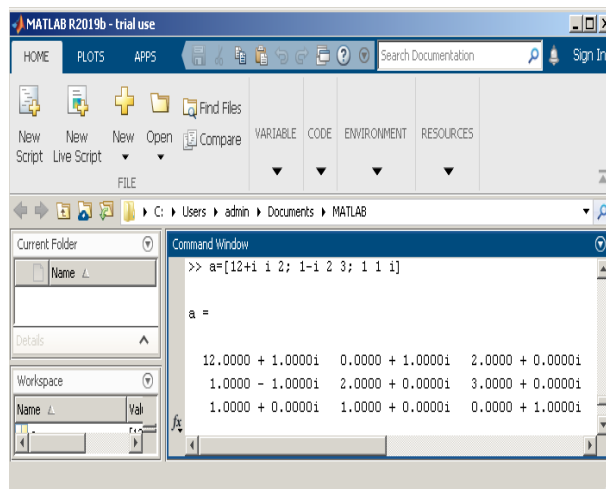 MATLAB R2019b - trial use
HOME PLOTS APPS Search Documentation Sign In
New Script New Live Script New Open Find Files Compare VARIABLE CODE ENVIRONMENT RESOURCES
FILE
C: Users admin Documents MATLAB
Current Folder
Name
Details
Workspace
Name Val
Command Window
>> a=[12+i i 2; 1-i 2 3; 1 1 i]
a =
12.0000 + 1.0000i 0.0000 + 1.0000i 2.0000 + 0.0000i
1.0000 - 1.0000i 2.0000 + 0.0000i 3.0000 + 0.0000i
1.0000 + 0.0000i 1.0000 + 0.0000i 0.0000 + 1.0000i
fx